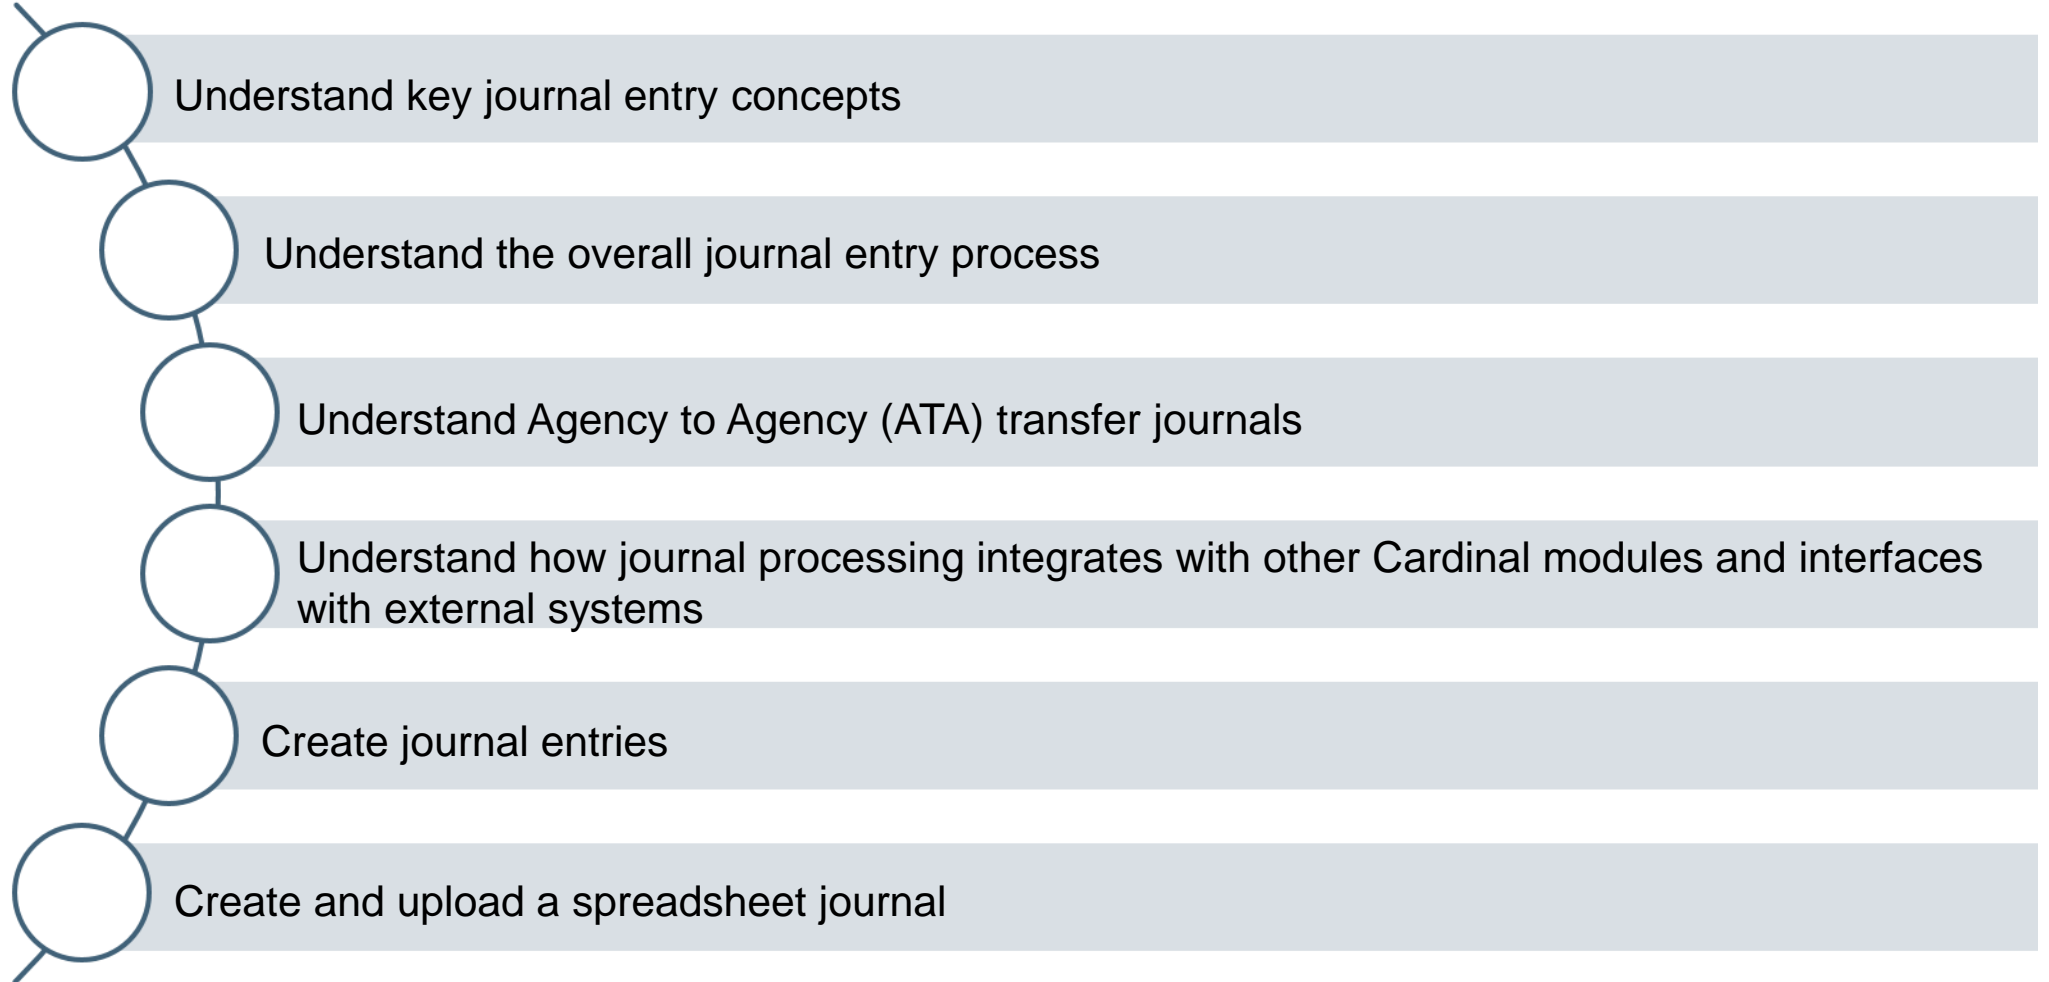 Understand key journal entry concepts
Understand the overall journal entry process
Understand Agency to Agency (ATA) transfer journals
Understand how journal processing integrates with other Cardinal modules and interfaces
with external systems
Create journal entries
Create and upload a spreadsheet journal